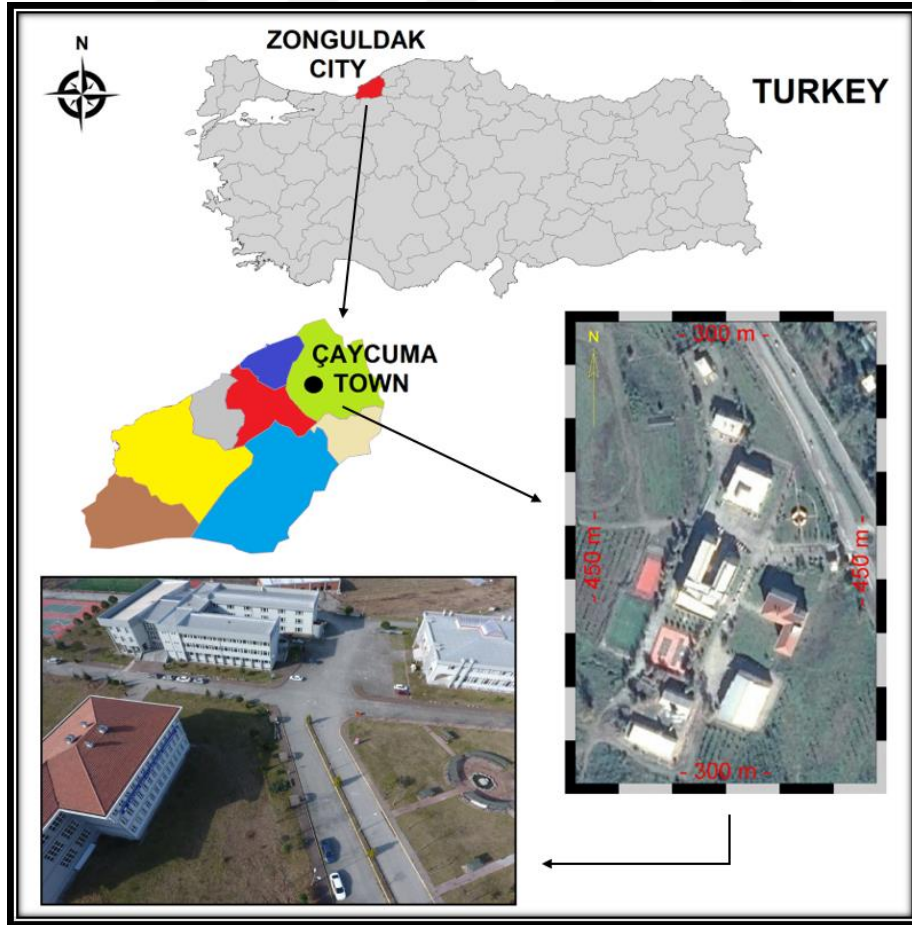 N
ZONGULDAK
CITY
TURKEY
ÇAYCUMA
TOWN
N
- 300 m -
- 450 m -
- 450 m -
- 300 m -